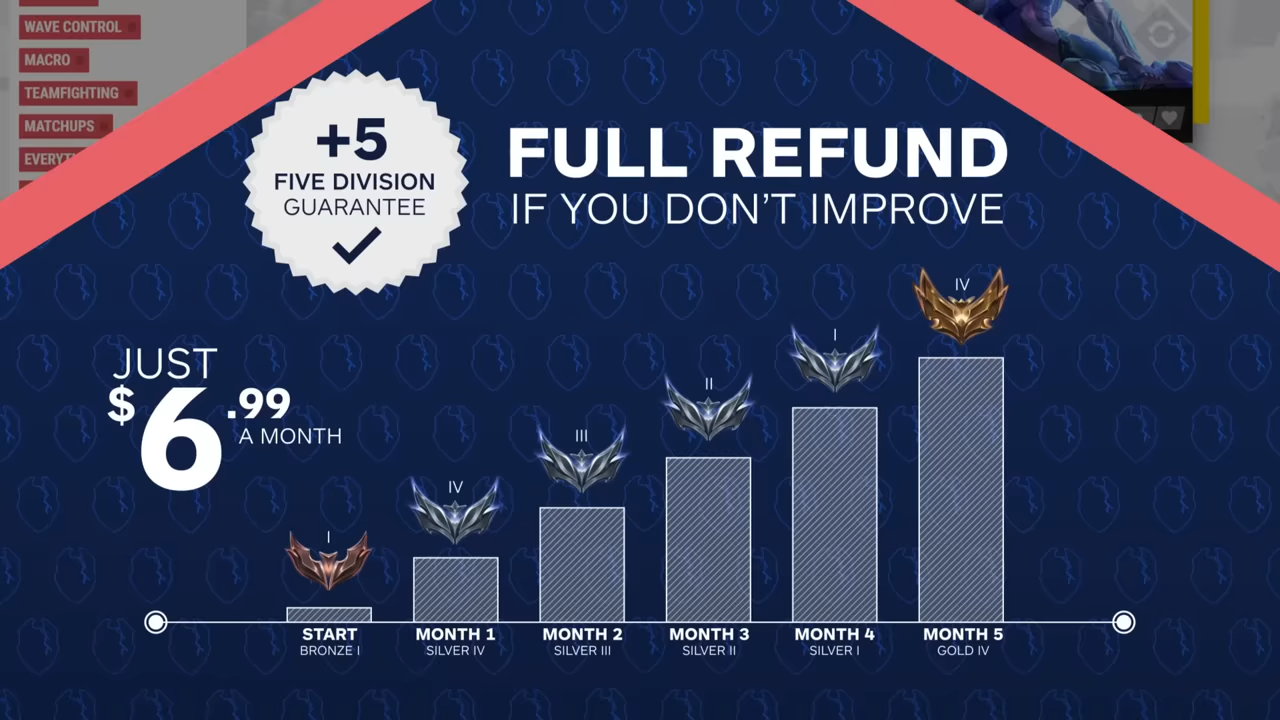 WAVE CONTROL
MACRO
TEAMFIGHTING
MATCHUPS
+5
FIVE DIVISION
GUARANTEE
FULL REFUND
IF YOU DON'T IMPROVE
JUST
$6.99
A MONTH
I
IV
III
II
I
IV
START
MONTH 1
MONTH 2
MONTH 3
MONTH 4
MONTH 5
BRONZE I
SILVER IV
SILVER III
SILVER II
SILVER I
GOLD IV